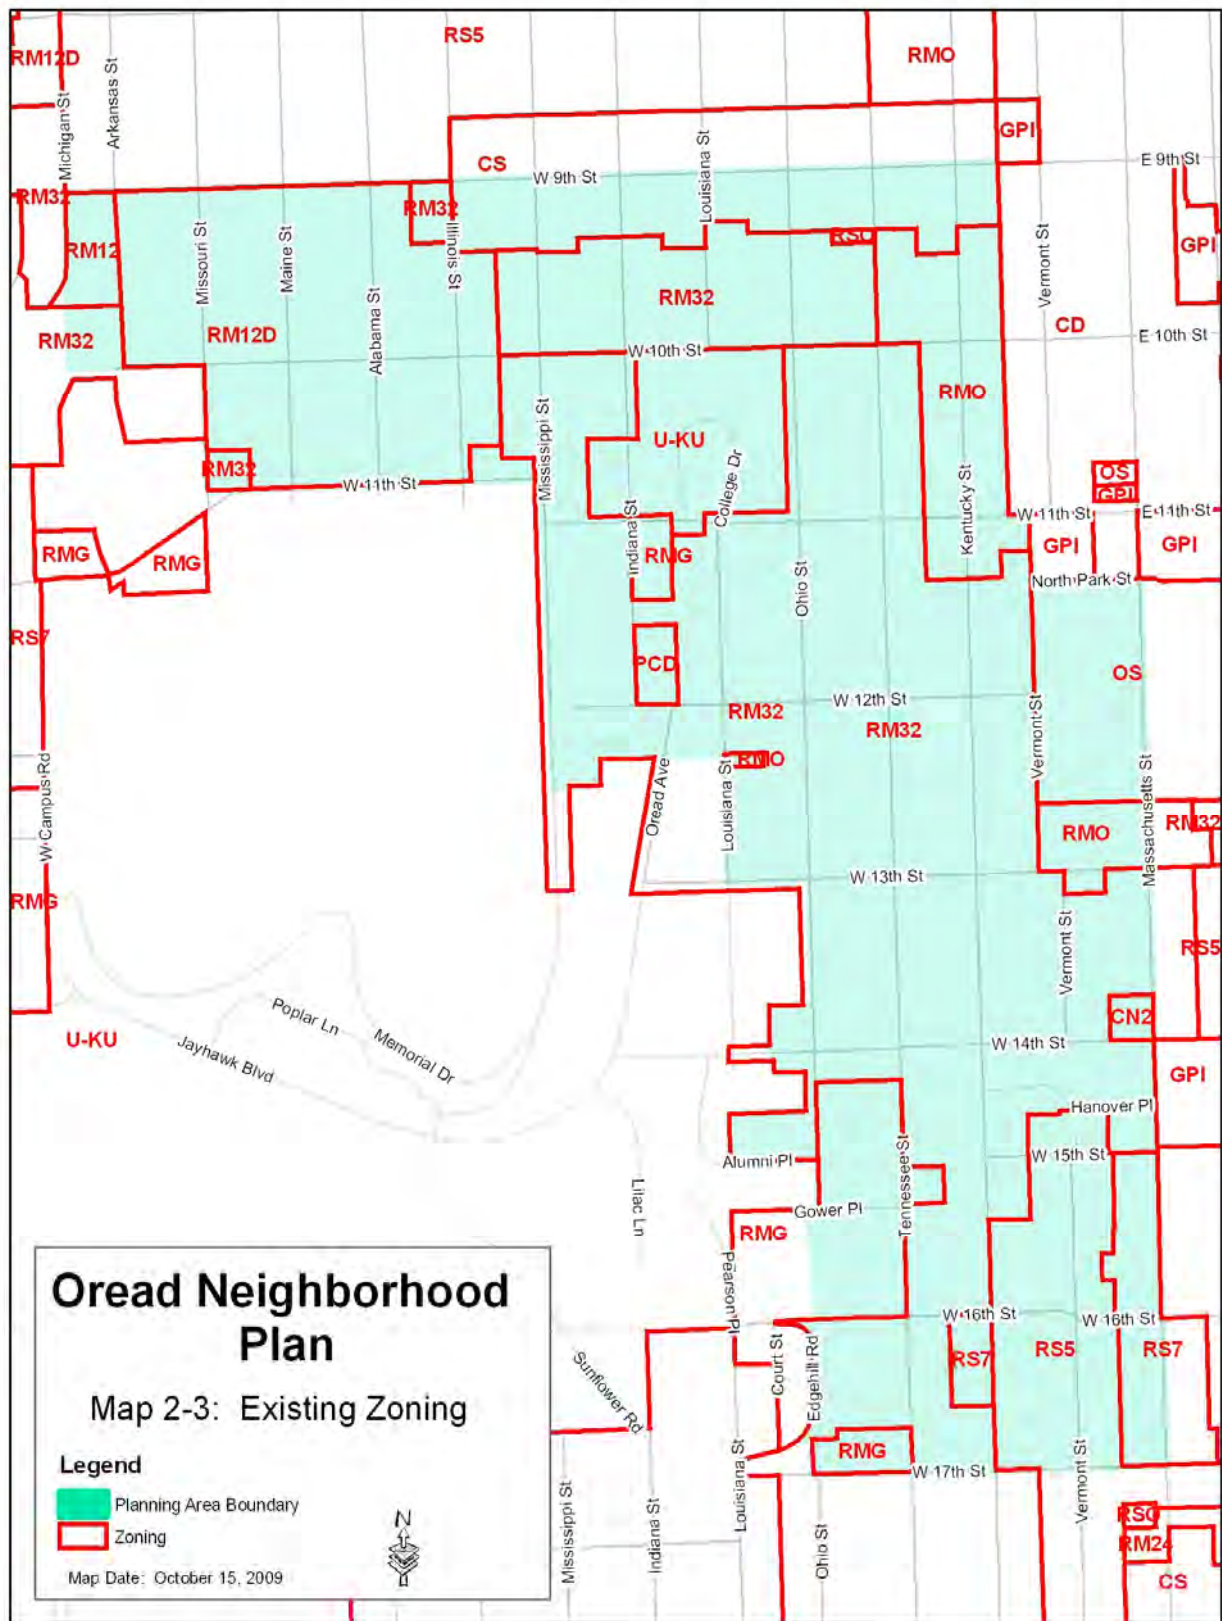 RS5
RM12D
RMO
Arkansas St
Michigan St
GPI
Louisiana St
CS
W 9th St
E 9th St
RM32
RM32
RSO
RM12
Illinois St
Missouri St
Maine St
Vermont St
GPI
RM32
Alabama St
CD
RM32
RM12D
E 10th St
W 10th St
RMO
Mississippi St
U-KU
College Dr
RM32
W 11th St
OS
GPI
Kentucky St
W 11th St
E 11th St
Indiana St
RMG
RMG
RMG
GPI
GPI
Ohio St
North Park St
RS7
PCD
OS
W 12th St
RM32
RM32
Vermont St
RMO
W Campus Rd
Oread Ave
Louisiana St
Massachusetts St
RMO
RM32
W 13th St
RMG
Vermont St
RS5
CN2
Poplar Ln
Memorial Dr
U-KU
Jayhawk Blvd
W 14th St
GPI
Hanover Pl
Alumni Pl
Tennessee St
W 15th St
Lilac Ln
Gower Pl
RMG
Pearson Pl
Oread Neighborhood
Plan
Map 2-3: Existing Zoning
W 16th St
W 16th St
Sunflower Rd
Court St
Edgehill Rd
RS7
RS5
RS7
Legend
Planning Area Boundary
Zoning
N
Map Date: October 15, 2009
RMG
W 17th St
Mississippi St
Indiana St
Louisiana St
Ohio St
Vermont St
RSO
RM24
CS